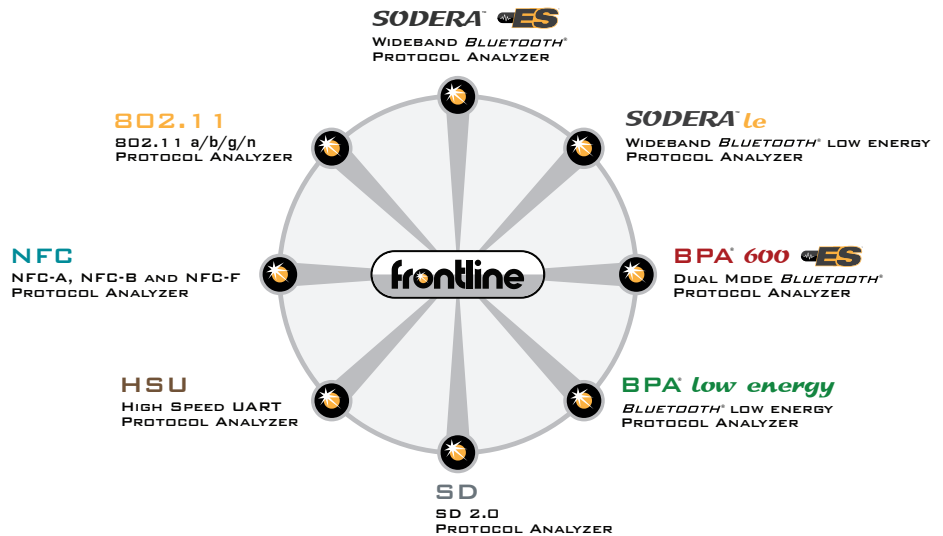 SODERA™ ES
WIDEBAND BLUETOOTH®
PROTOCOL ANALYZER
802.11
802.11 a/b/g/n
PROTOCOL ANALYZER
SODERA™ le
WIDEBAND BLUETOOTH® LOW ENERGY
PROTOCOL ANALYZER
NFC
NFC-A, NFC-B AND NFC-F
PROTOCOL ANALYZER
frontline
BPA® 600 ES
DUAL MODE BLUETOOTH®
PROTOCOL ANALYZER
HSU
HIGH SPEED UART
PROTOCOL ANALYZER
BPA® low energy
BLUETOOTH® LOW ENERGY
PROTOCOL ANALYZER
SD
SD 2.0
PROTOCOL ANALYZER